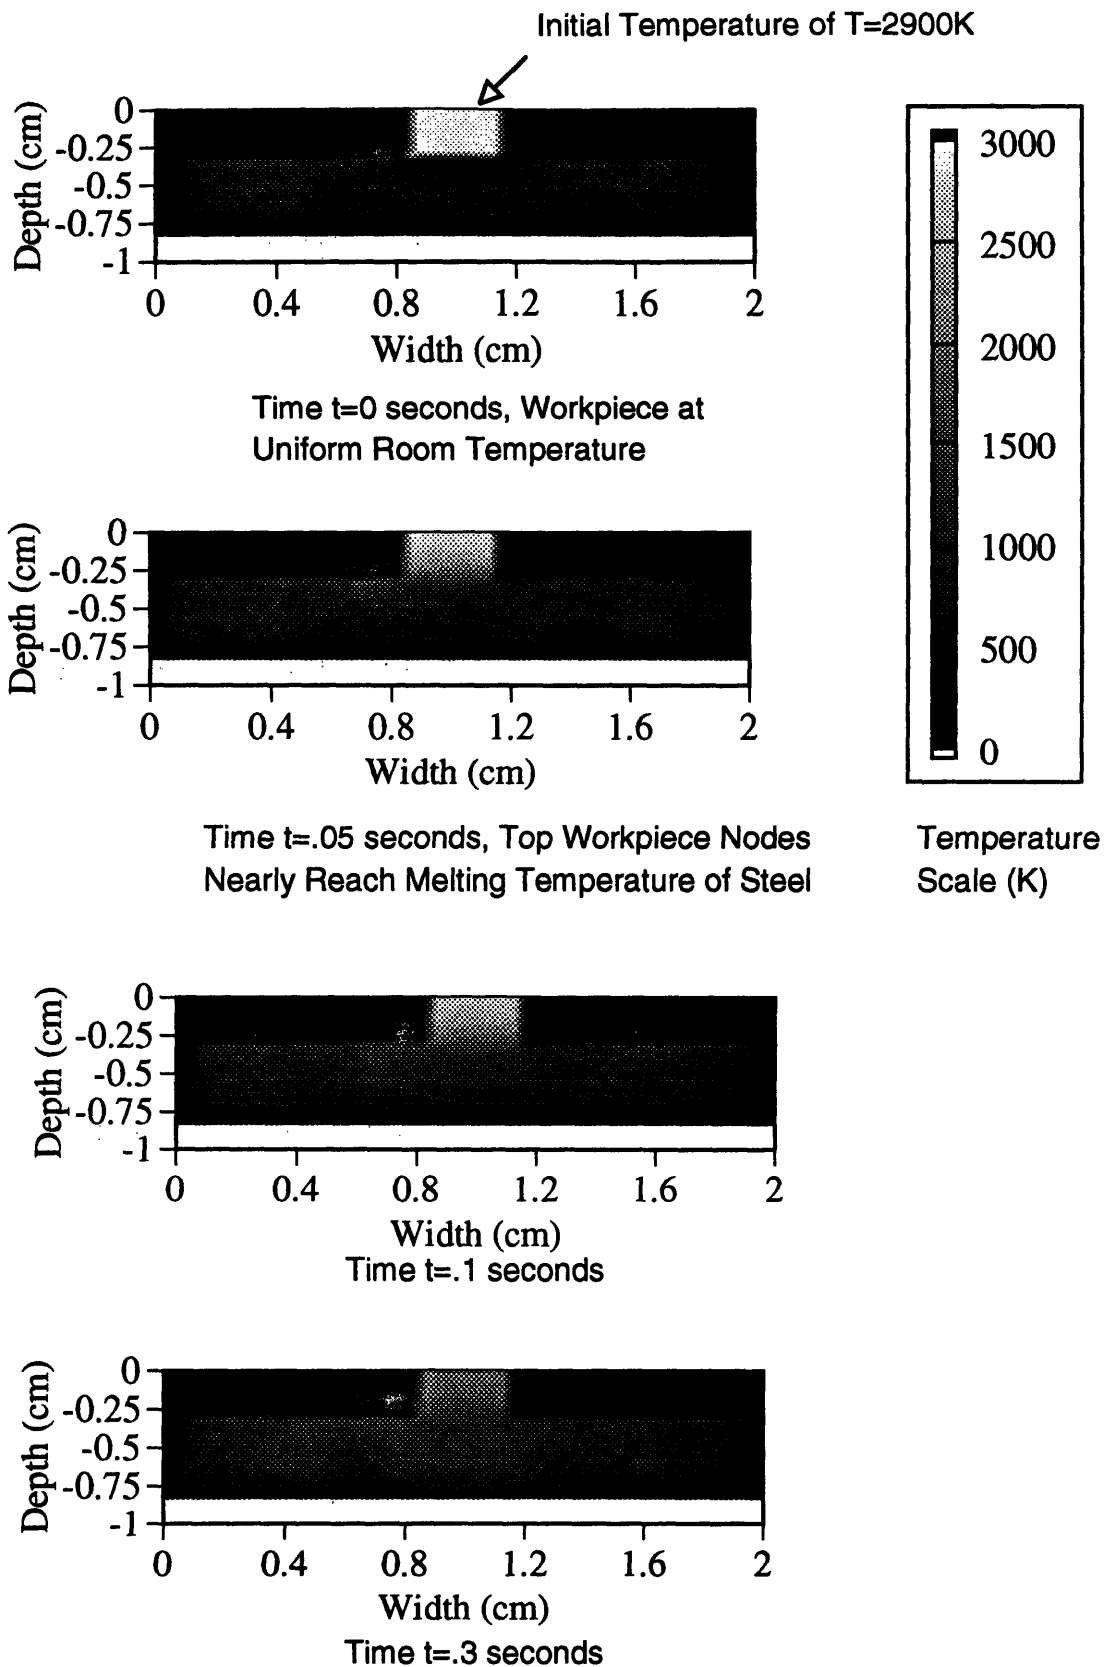 Initial Temperature of T=2900K
0
-0.25
-0.5
-0.75
-1
Depth (cm)
0 0.4 0.8 1.2 1.6 2
Width (cm)
Time t=0 seconds, Workpiece at
Uniform Room Temperature
3000
2500
2000
1500
1000
500
0
Temperature
Scale (K)
0
-0.25
-0.5
-0.75
-1
Depth (cm)
0 0.4 0.8 1.2 1.6 2
Width (cm)
Time t=.05 seconds, Top Workpiece Nodes
Nearly Reach Melting Temperature of Steel
0
-0.25
-0.5
-0.75
-1
Depth (cm)
0 0.4 0.8 1.2 1.6 2
Width (cm)
Time t=.1 seconds
0
-0.25
-0.5
-0.75
-1
Depth (cm)
0 0.4 0.8 1.2 1.6 2
Width (cm)
Time t=.3 seconds